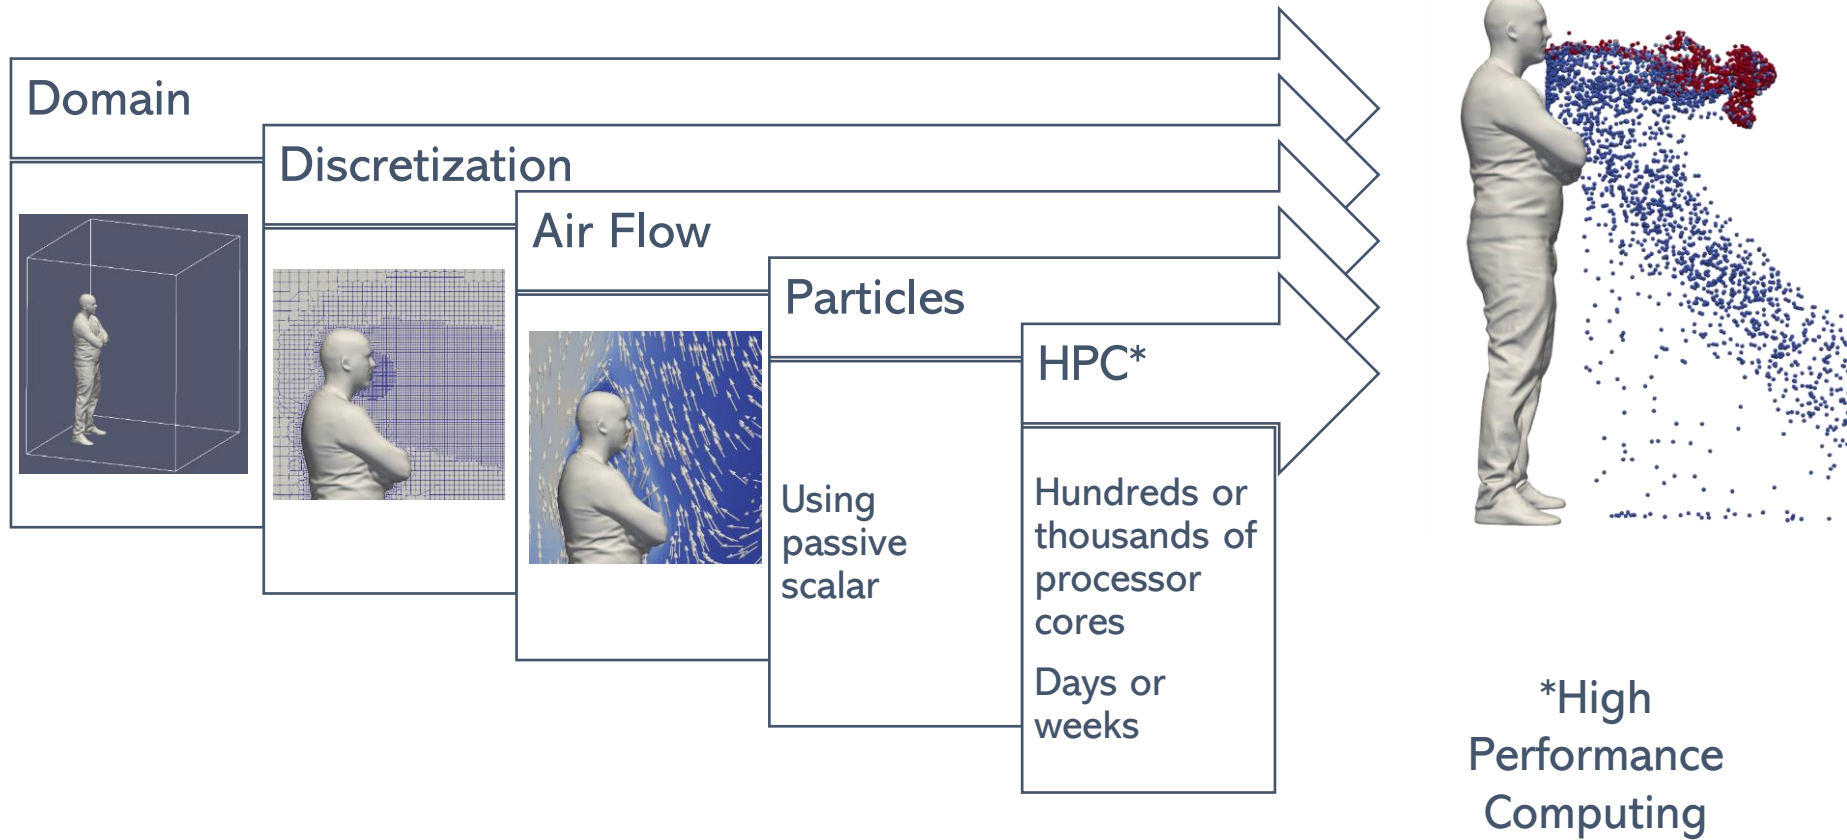 Domain
Discretization
Air Flow
Particles
Using
passive
scalar
HPC*
Hundreds or
thousands of
processor
cores
Days or
weeks
*High
Performance
Computing